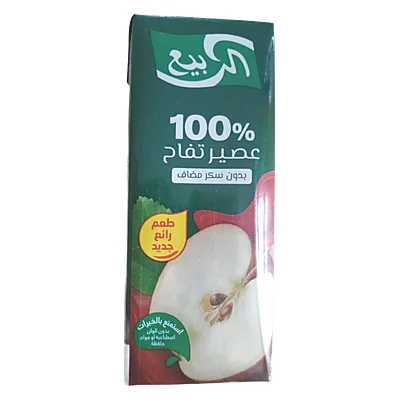 الربيع
100%
عصير تفاح
بدون سكر مضاف
طعم
رائع
جديد
استمتع بالخيرات
بدون ألوان
اصطناعية أو مواد
حافظة